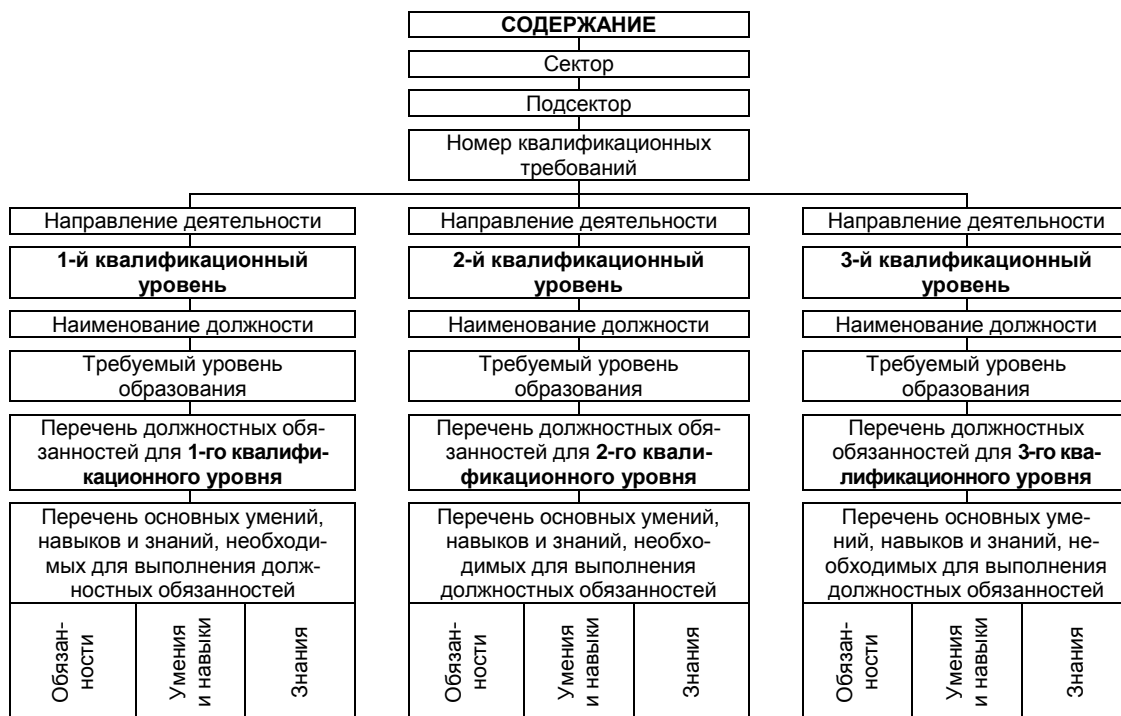 СОДЕРЖАНИЕ
Сектор
Подсектор
Номер квалификационных
требований
Направление деятельности
1-й квалификационный
уровень
Наименование должности
Требуемый уровень
образования
Перечень должностных обя-
занностей для 1-го квалифи-
кационного уровня
Перечень основных умений,
навыков и знаний, необходи-
мых для выполнения долж-
ностных обязанностей
Обязан-
ности
Умения
и навыки
Знания
Направление деятельности
2-й квалификационный
уровень
Наименование должности
Требуемый уровень
образования
Перечень должностных обя-
занностей для 2-го квали-
фикационного уровня
Перечень основных умений,
навыков и знаний, необхо-
димых для выполнения
должностных обязанностей
Обязан-
ности
Умения
и навыки
Знания
Направление деятельности
3-й квалификационный
уровень
Наименование должности
Требуемый уровень
образования
Перечень должностных
обязанностей для 3-го ква-
лификационного уровня
Перечень основных уме-
ний, навыков и знаний, не-
обходимых для выполнения
должностных обязанностей
Обязан-
ности
Умения
и навыки
Знания